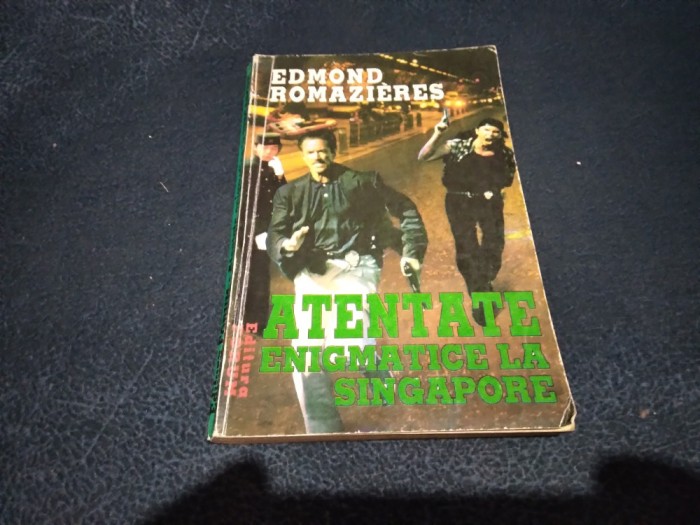 EDMOND
ROMAZIÈRES
ATENTATE
ENIGMATICE LA
SINGAPORE
Editura